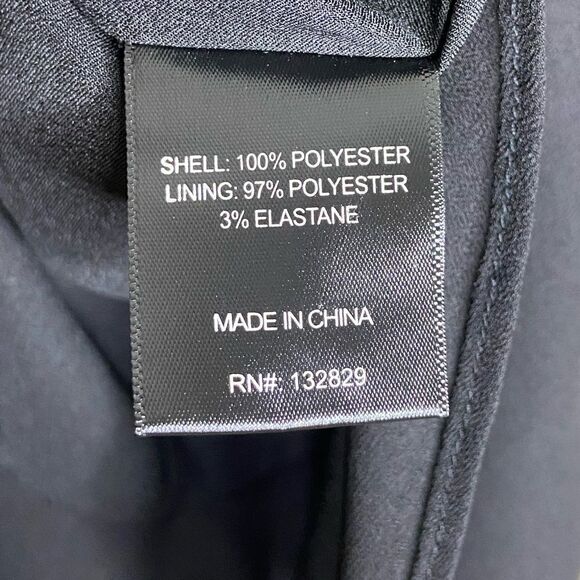 SHELL: 100% POLYESTER
LINING: 97% POLYESTER
3% ELASTANE
MADE IN CHINA
RN#: 132829